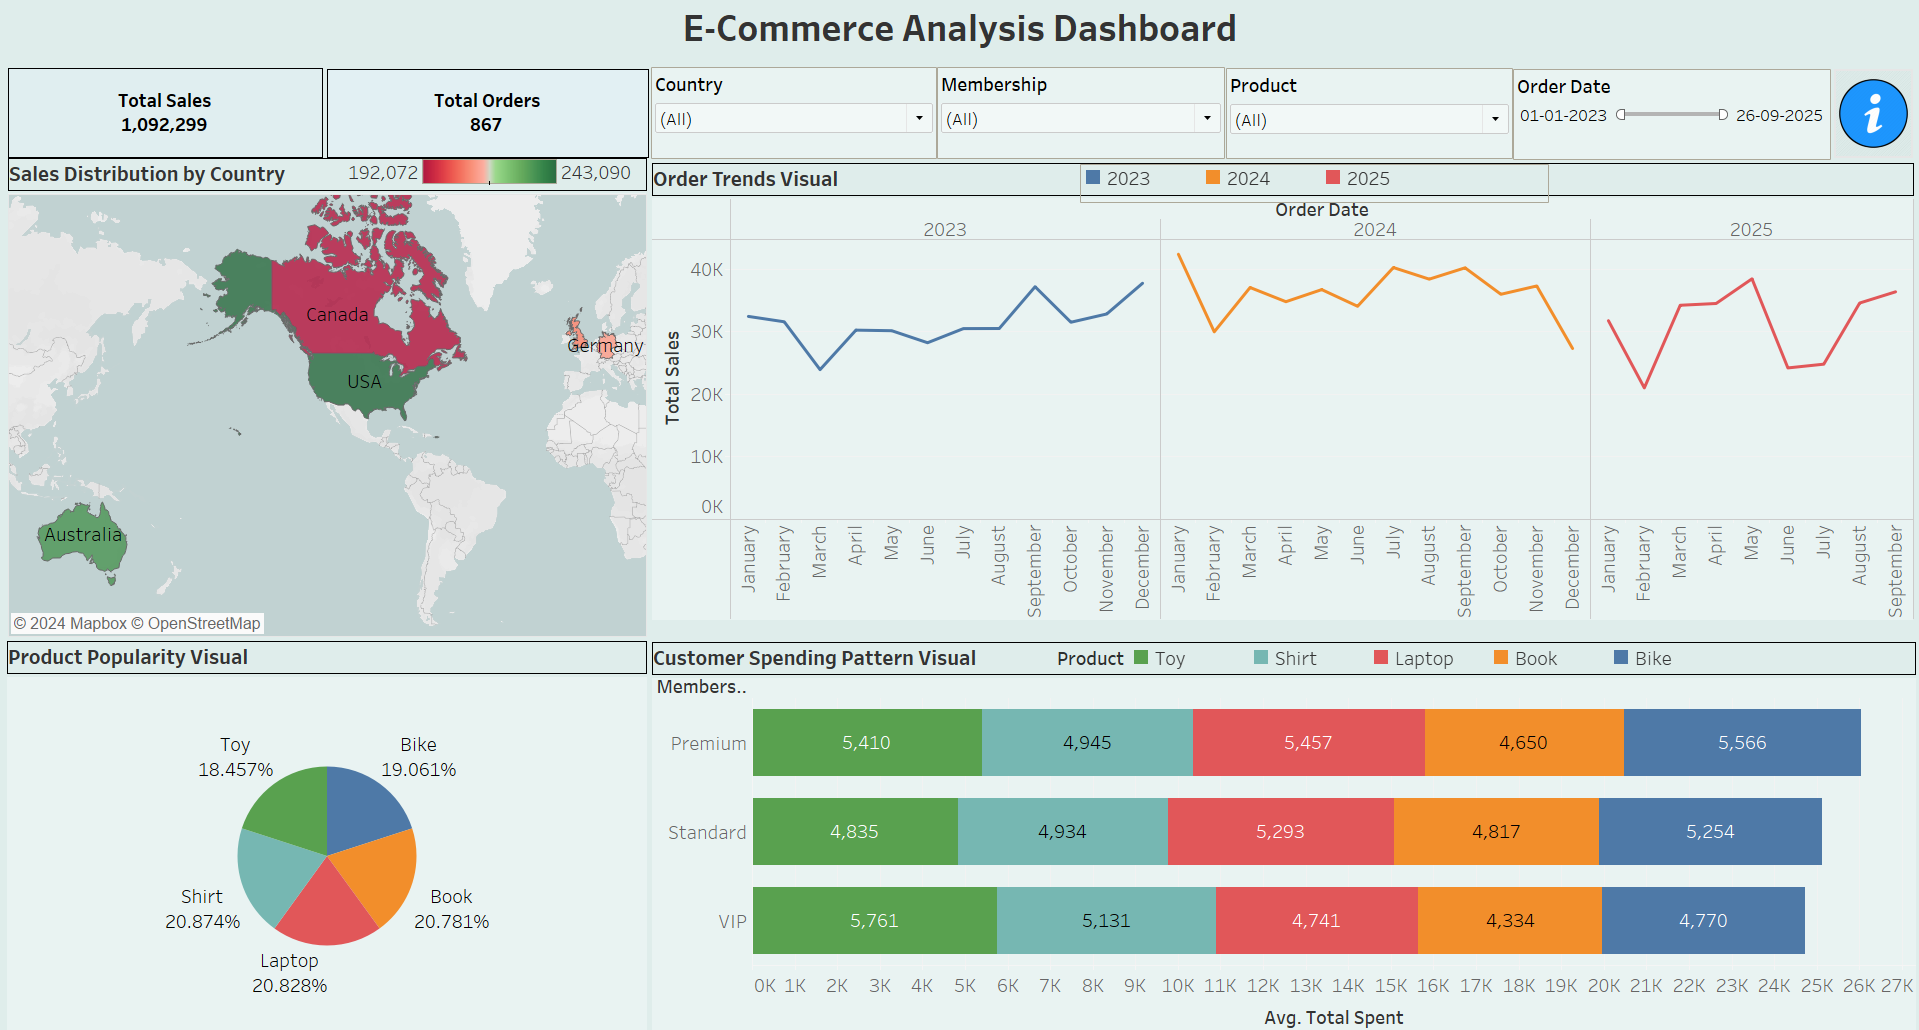 E-Commerce Analysis Dashboard
Total Sales
1,092,299
Total Orders
867
Country
(All)
Membership
(All)
Product
(All)
Order Date
01-01-2023
26-09-2025
i
Sales Distribution by Country
192,072
243,090
Canada
USA
Germany
Australia
© 2024 Mapbox © OpenStreetMap
Order Trends Visual
2023
2024
2025
Order Date
2023
2024
2025
Total Sales
40K
30K
20K
10K
0K
January
February
March
April
May
June
July
August
September
October
November
December
January
February
March
April
May
June
July
August
September
October
November
December
January
February
March
April
May
June
July
August
September
Product Popularity Visual
Toy
18.457%
Bike
19.061%
Shirt
20.874%
Book
20.781%
Laptop
20.828%
Customer Spending Pattern Visual
Product
Toy
Shirt
Laptop
Book
Bike
Members..
Premium
5,410
4,945
5,457
4,650
5,566
Standard
4,835
4,934
5,293
4,817
5,254
VIP
5,761
5,131
4,741
4,334
4,770
0K 1K 2K 3K 4K 5K 6K 7K 8K 9K 10K 11K 12K 13K 14K 15K 16K 17K 18K 19K 20K 21K 22K 23K 24K 25K 26K 27K
Avg. Total Spent